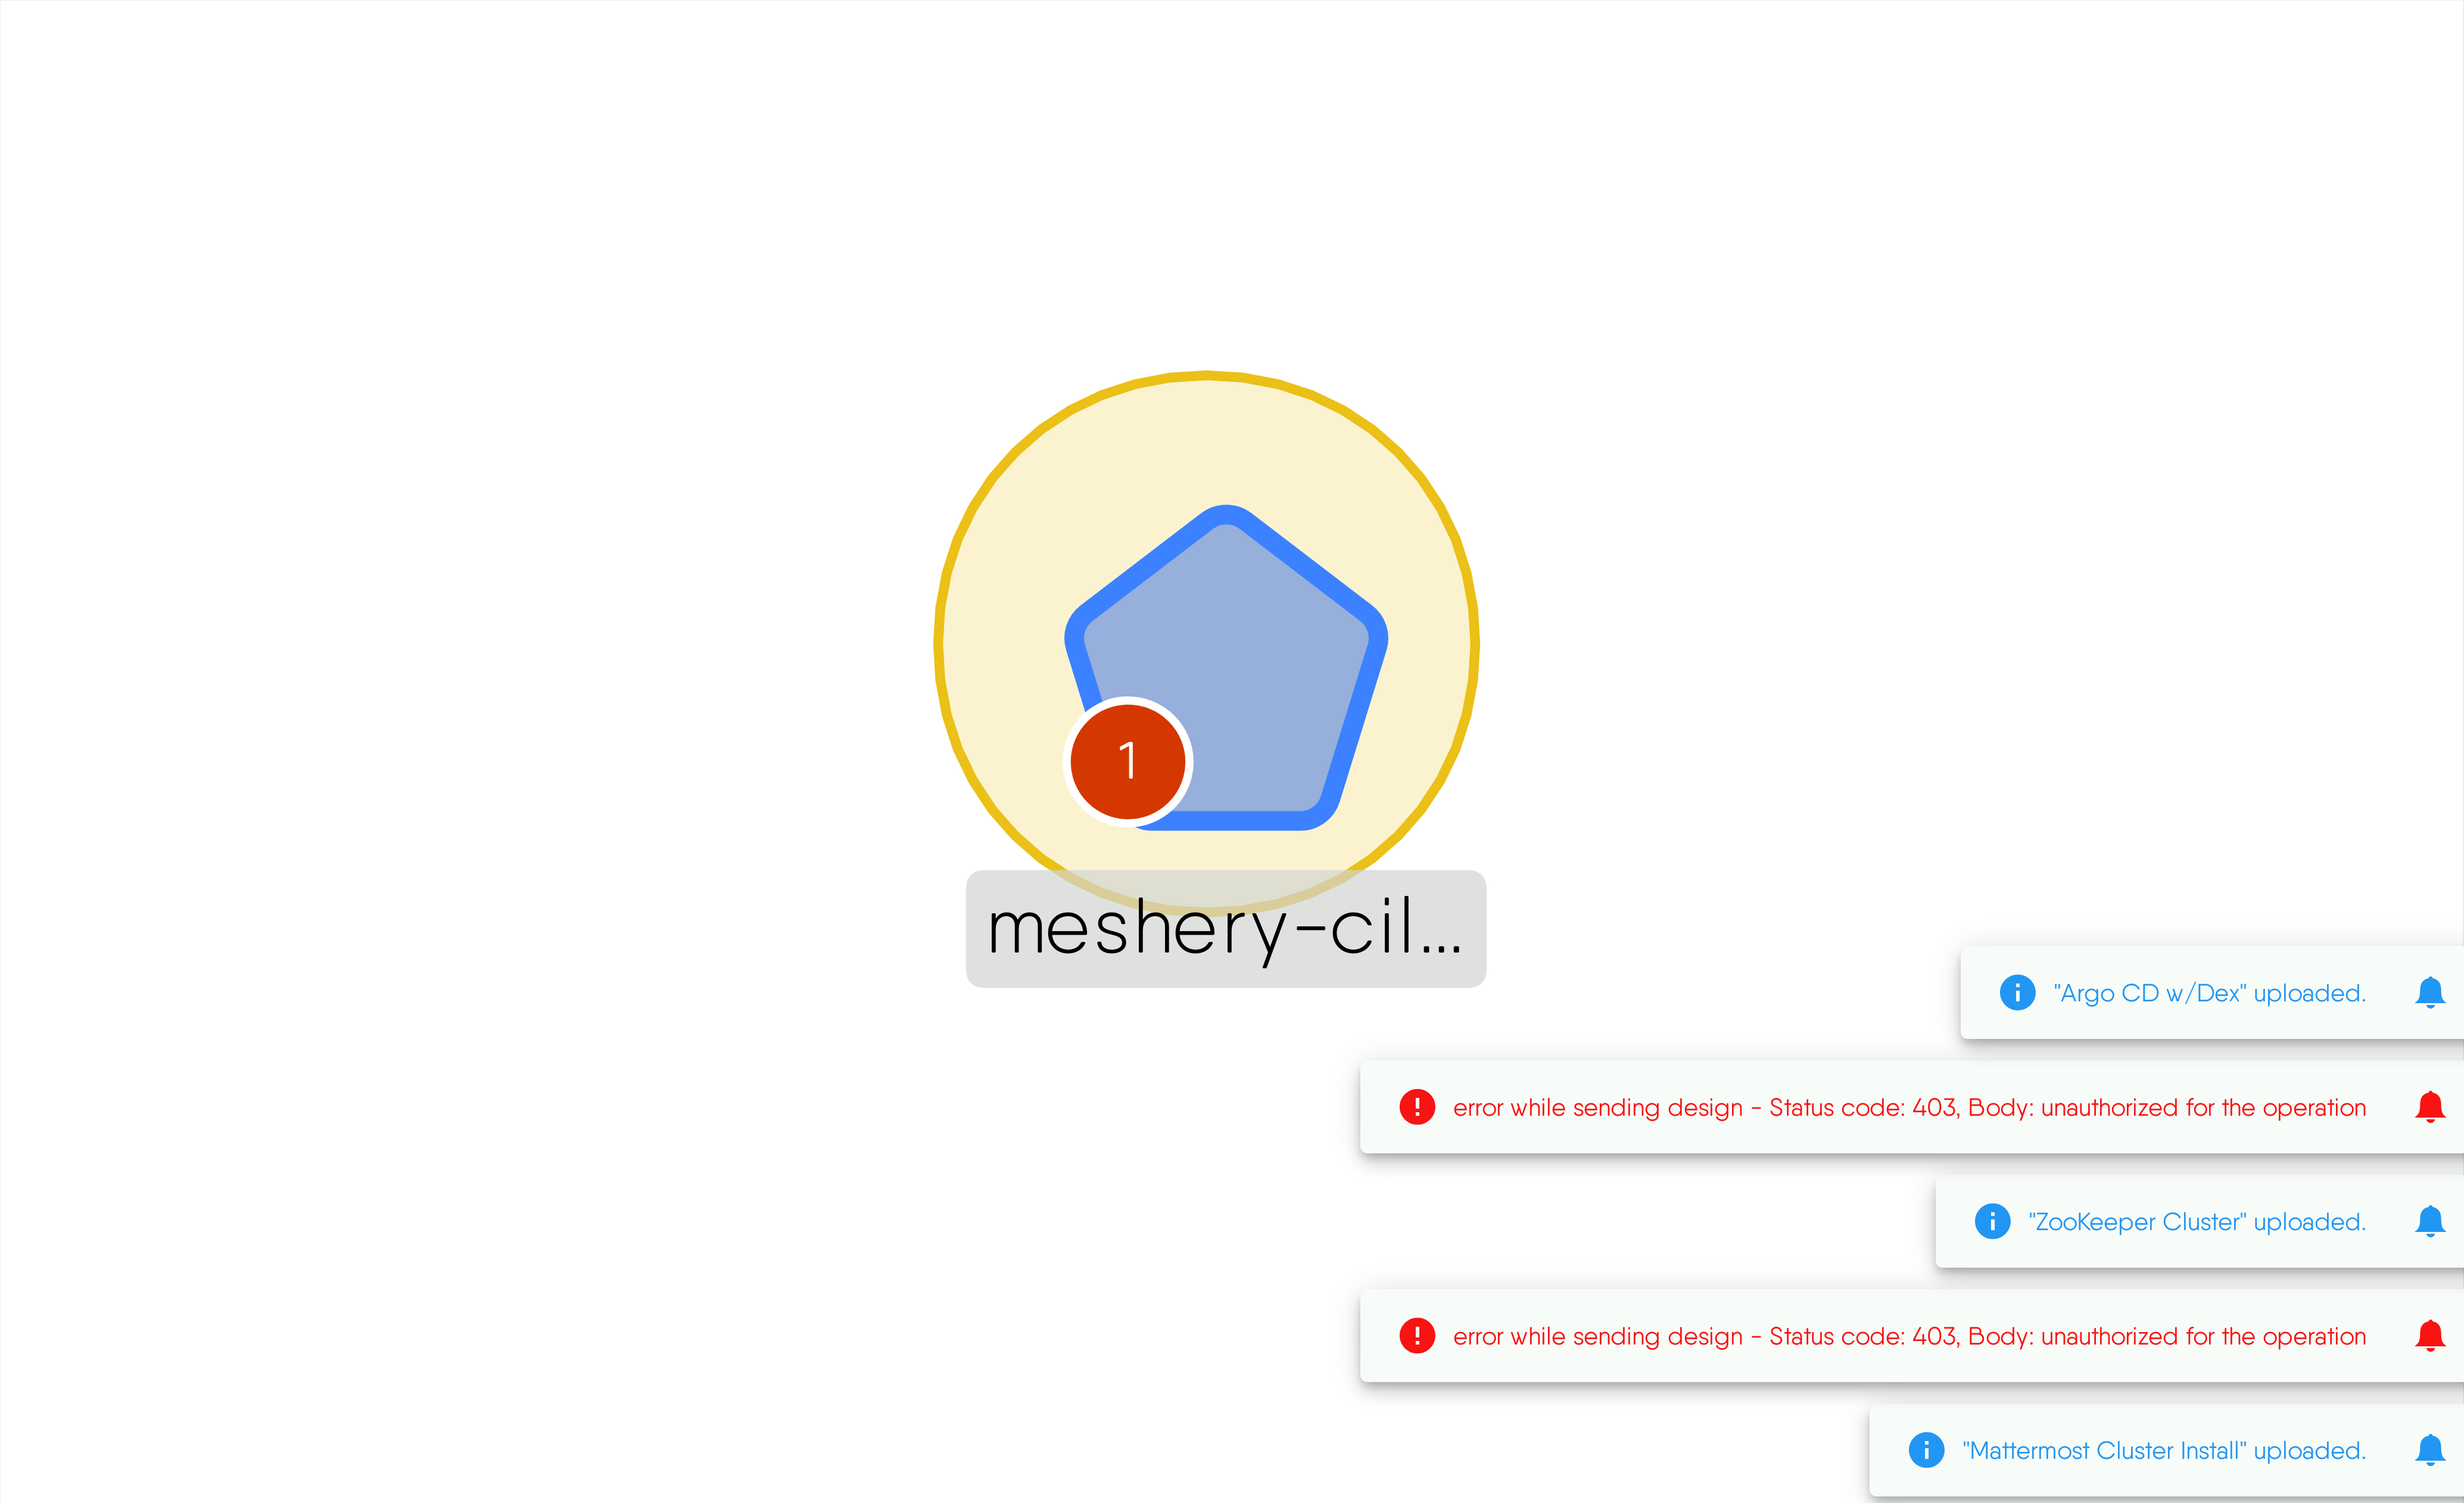 1
meshery-cil...
"Argo CD w/Dex" uploaded.
error while sending design - Status code: 403, Body: unauthorized for the operation
"ZooKeeper Cluster" uploaded.
error while sending design - Status code: 403, Body: unauthorized for the operation
"Mattermost Cluster Install" uploaded.